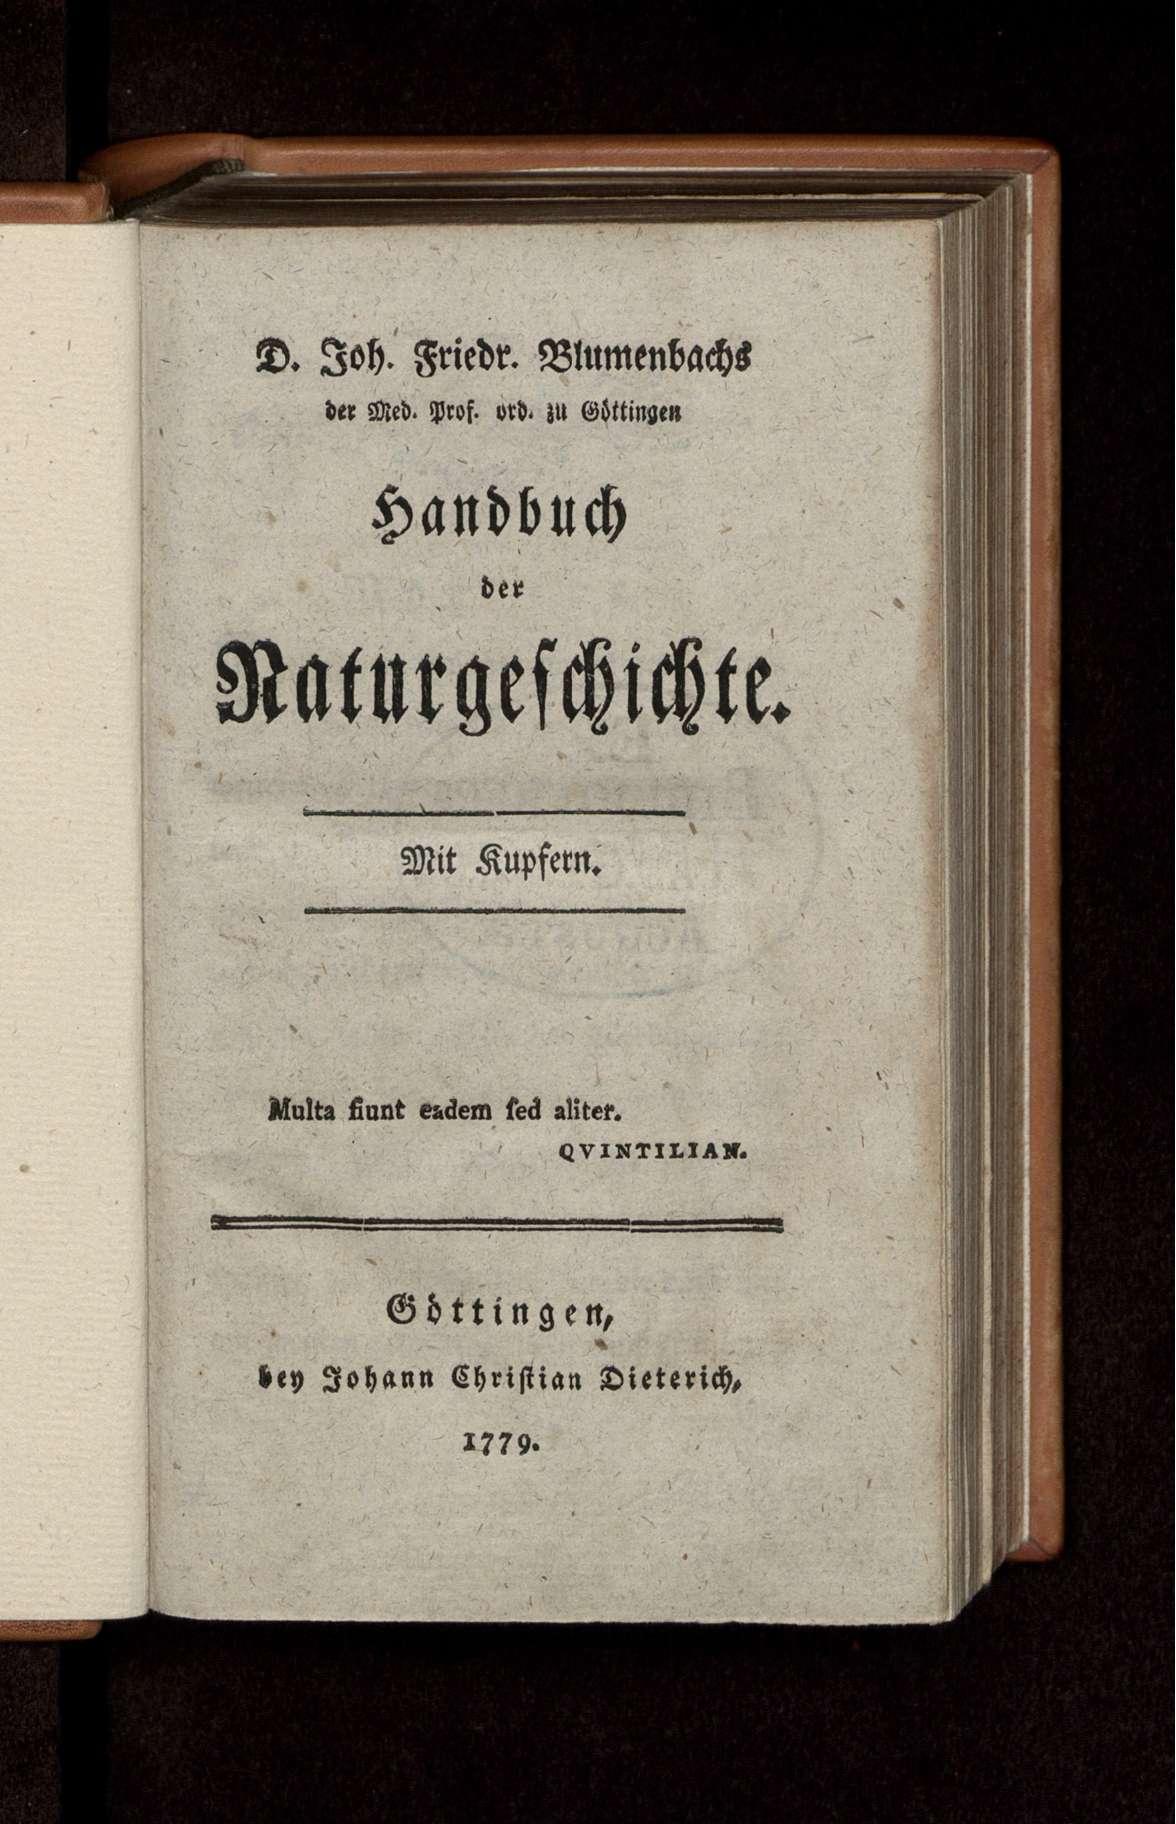 D. Joh. Friedr. Blumenbachs
der Med. Prof. ord. zu Göttingen
Handbuch
der
Naturgeſchichte.
Mit Kupfern.
Multa fiunt eadem ſed aliter.
QVINTILIAN.
Göttingen,
bey Johann Chriſtian Dieterich,
1779.